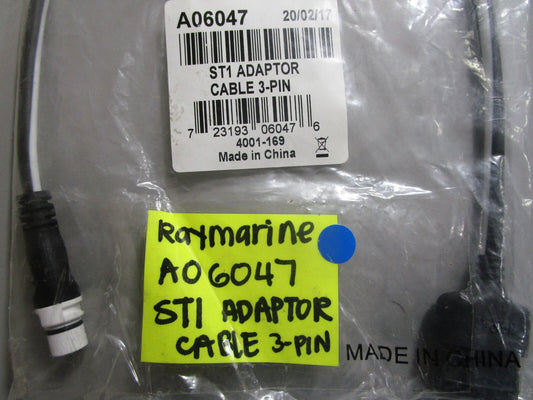 A06047 20/02/17
ST1 ADAPTOR
CABLE 3-PIN
7 23193 06047 6
4001-169
Made in China
Raymarine
A06047
ST1 ADAPTOR
CABLE 3-PIN
MADE IN CHINA